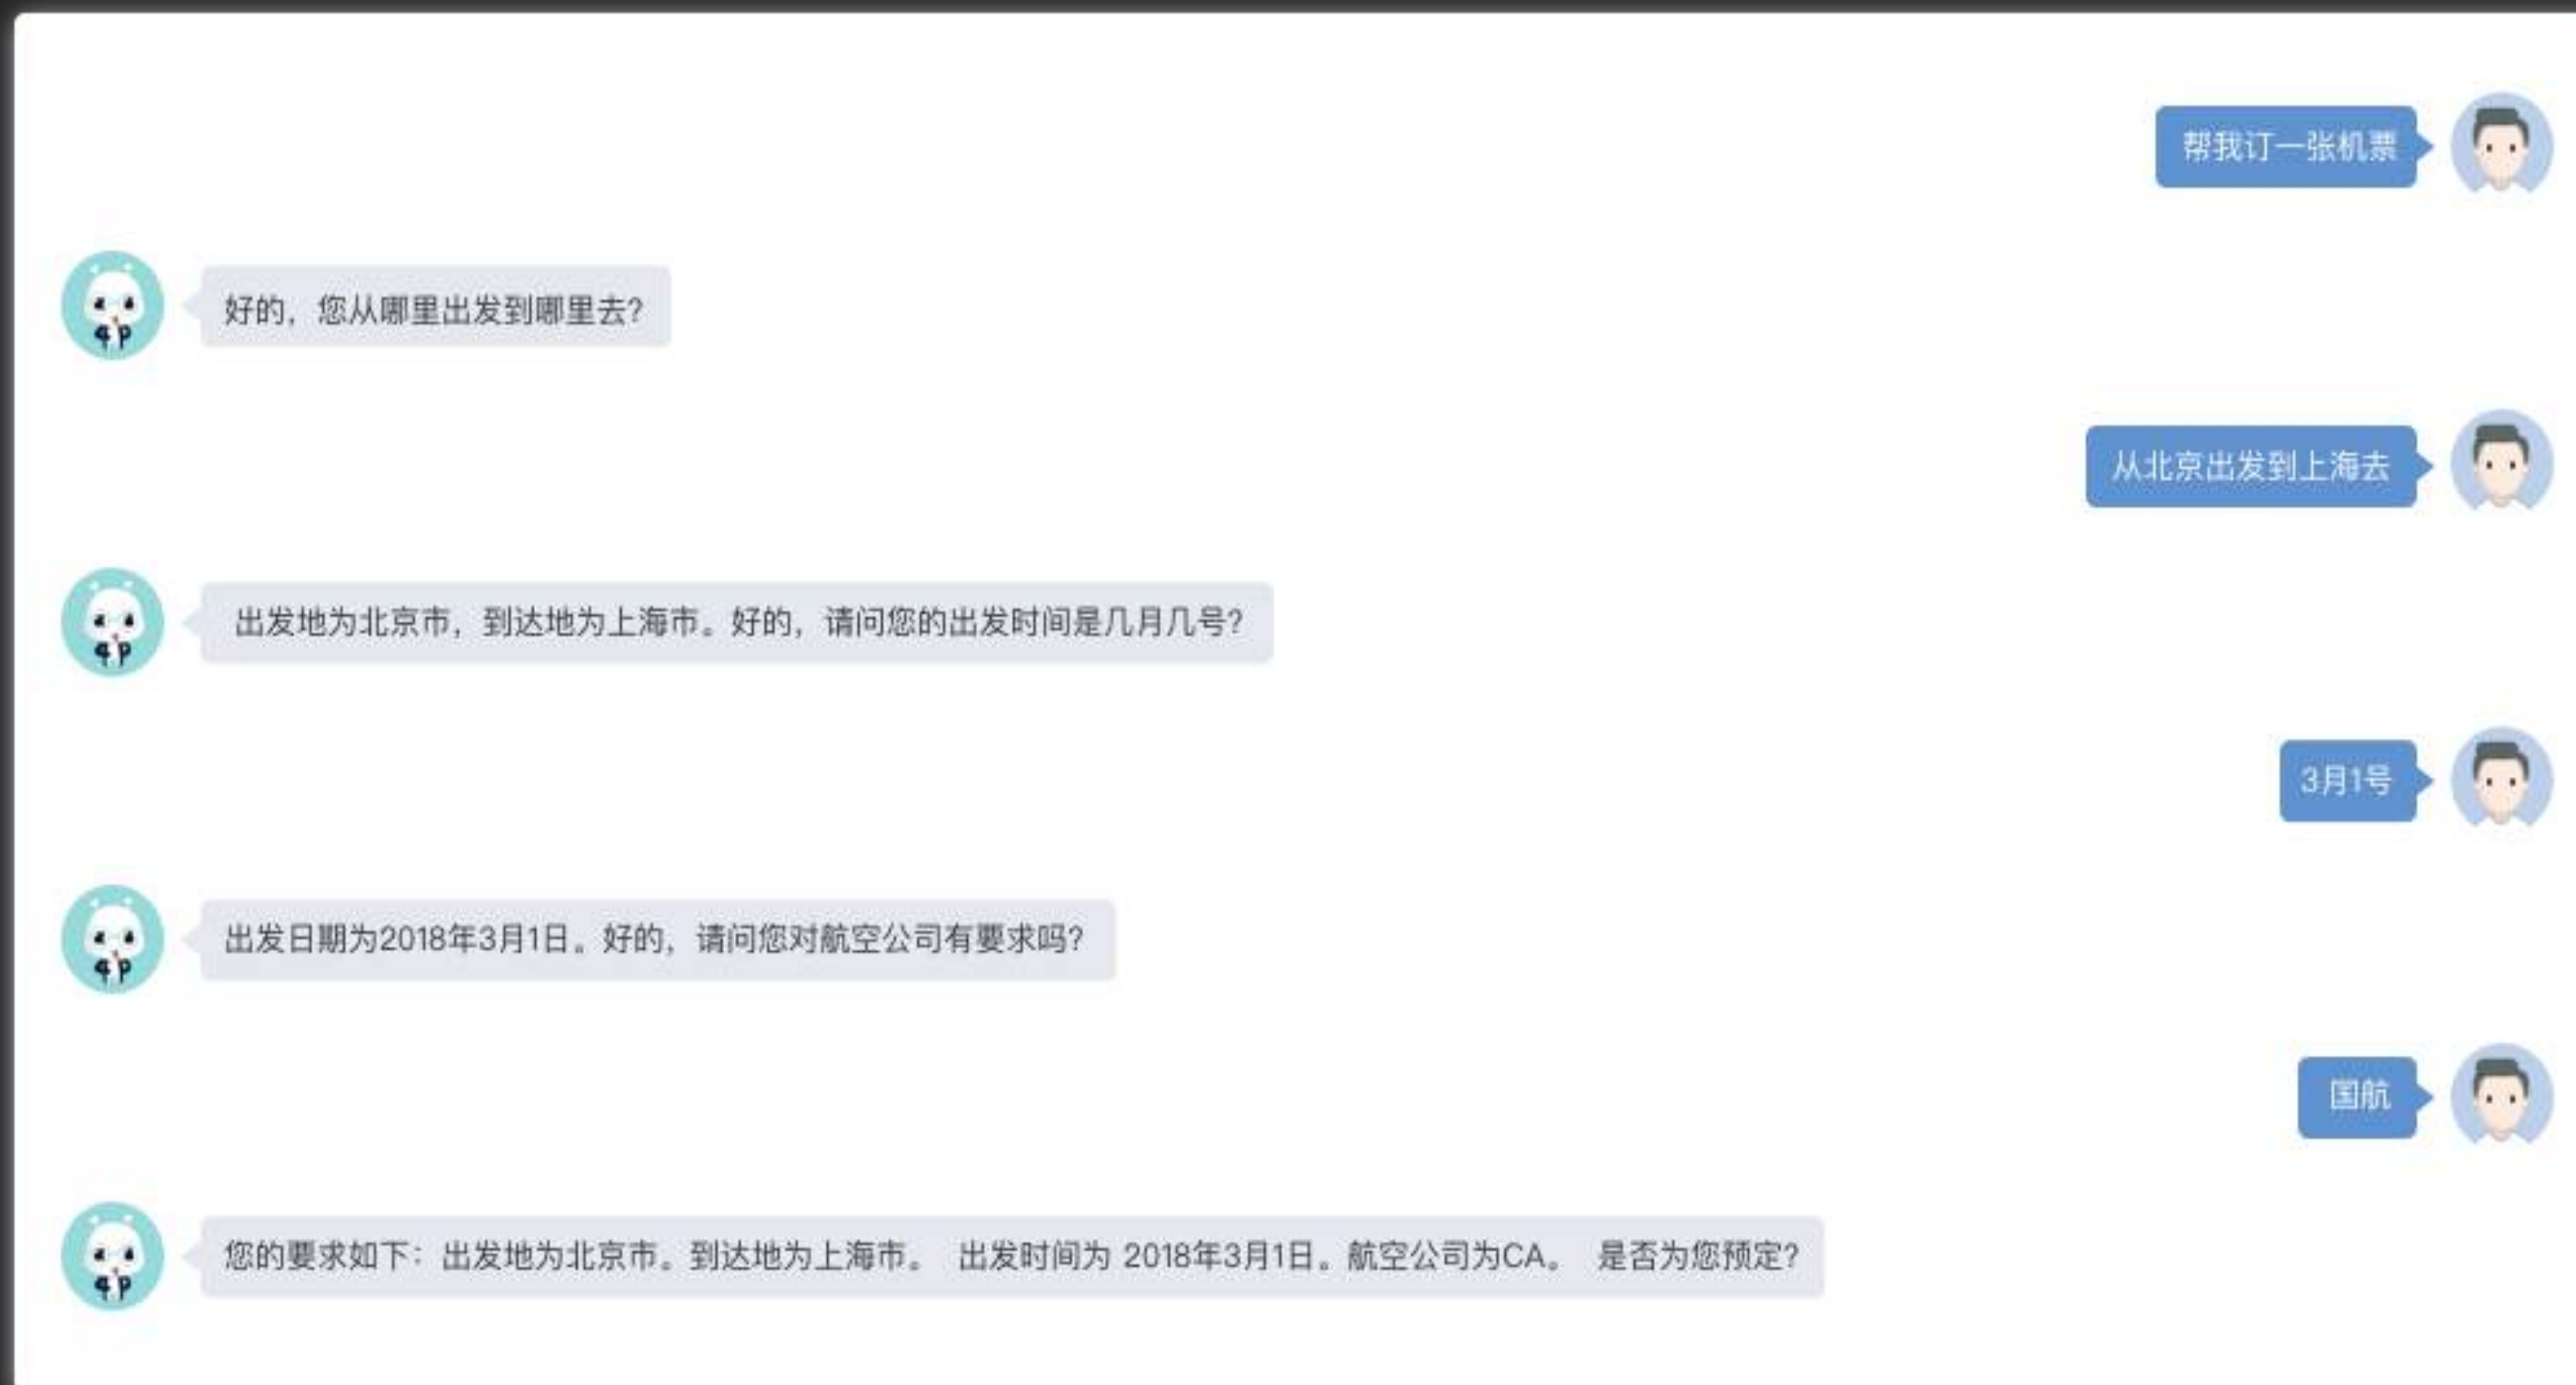 帮我订一张机票
好的，您从哪里出发到哪里去?
从北京出发到上海去
出发地为北京市，到达地为上海市。好的，请问您的出发时间是几月几号?
3月1号
出发日期为2018年3月1日。好的，请问您对航空公司有要求吗?
国航
您的要求如下：出发地为北京市。到达地为上海市。 出发时间为 2018年3月1日。航空公司为CA。 是否为您预定?